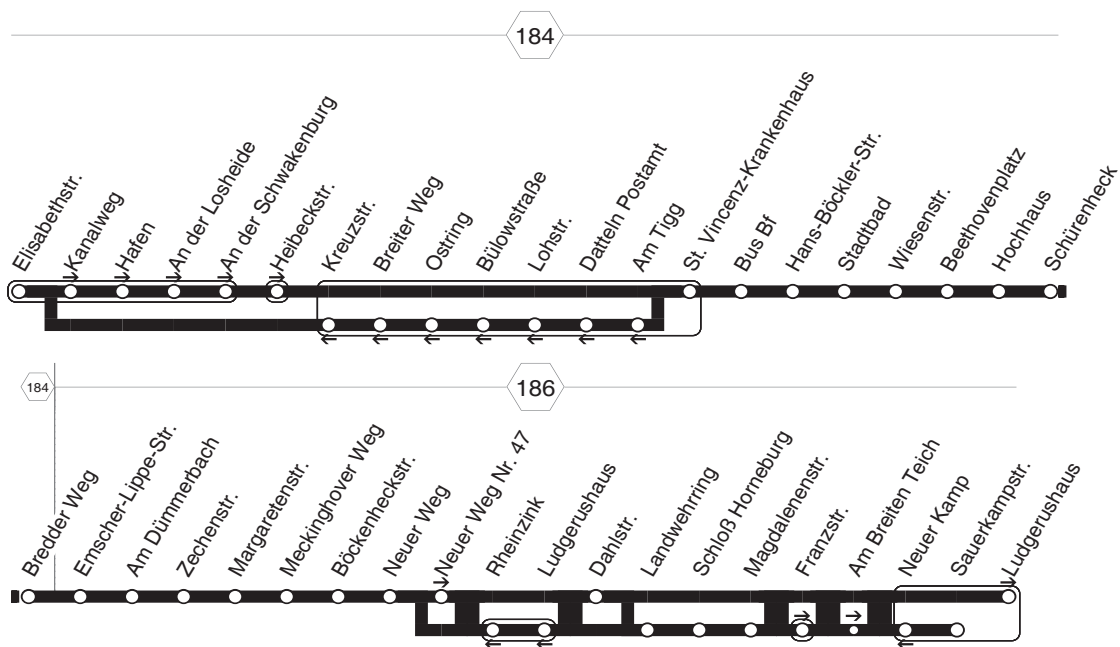 184
Elisabethstr.
Kanalweg
Hafen
An der Losheide
An der Schwakenburg
Heibeckstr.
Kreuzstr.
Breiter Weg
Ostring
Bülowstraße
Lohstr.
Datteln Postamt
Am Tigg
St. Vincenz-Krankenhaus
Bus Bf
Hans-Böckler-Str.
Stadtbad
Wiesenstr.
Beethovenplatz
Hochhaus
Schürenheck
184
186
Bredder Weg
Emscher-Lippe-Str.
Am Dümmerbach
Zechenstr.
Margaretenstr.
Meckinghover Weg
Böckenheckstr.
Neuer Weg
Neuer Weg Nr. 47
Rheinzink
Ludgerushaus
Dahlstr.
Landwehrring
Schloß Horneburg
Magdalenenstr.
Franzstr.
Am Breiten Teich
Neuer Kamp
Sauerkampstr.
Ludgerushaus